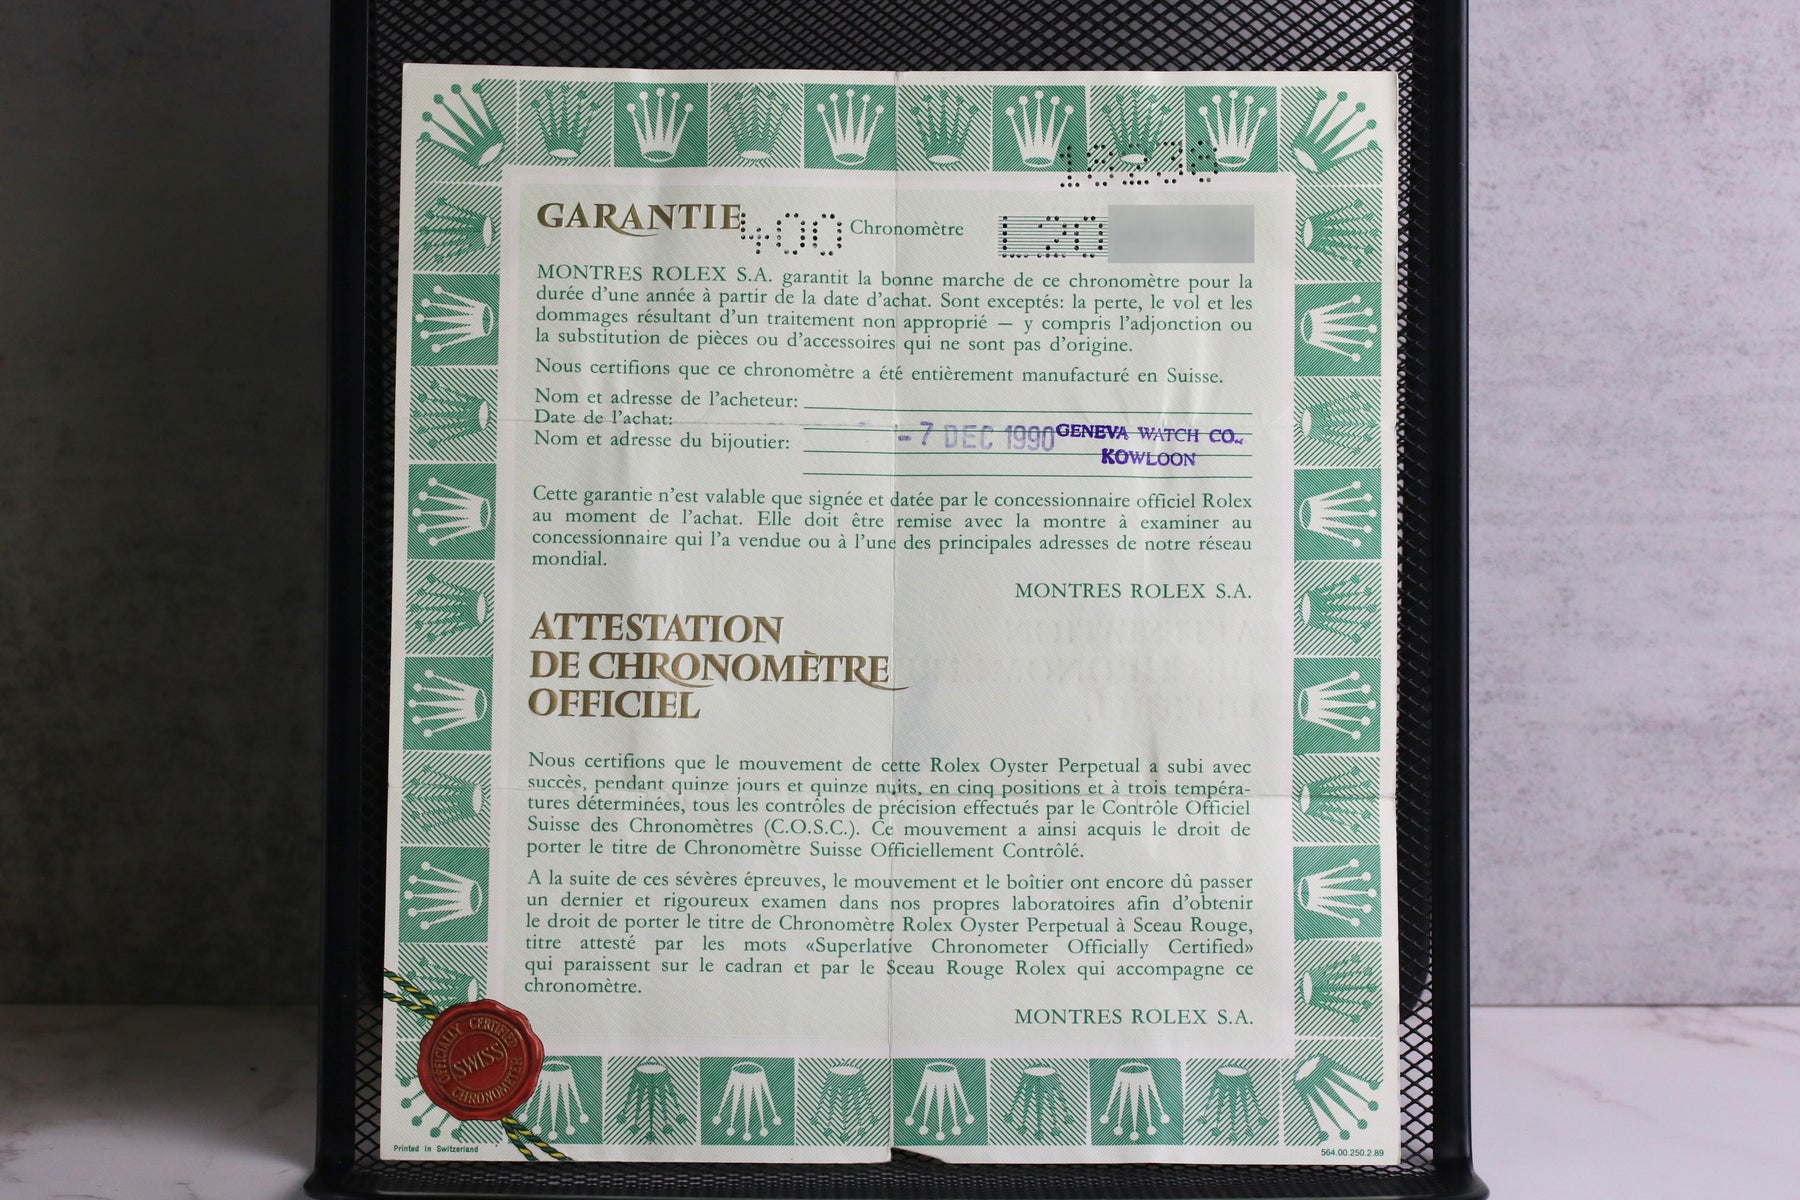 18238
GARANTIE 400 Chronomètre L20
MONTRES ROLEX S.A. garantit la bonne marche de ce chronomètre pour la
durée d'une année à partir de la date d'achat. Sont exceptés: la perte, le vol et les
dommages résultant d'un traitement non approprié — y compris l'adjonction ou
la substitution de pièces ou d'accessoires qui ne sont pas d'origine.
Nous certifions que ce chronomètre a été entièrement manufacturé en Suisse.
Nom et adresse de l'acheteur:
Date de l'achat:
Nom et adresse du bijoutier: - 7 DEC 1990 GENEVA WATCH CO.,
KOWLOON
Cette garantie n'est valable que signée et datée par le concessionnaire officiel Rolex
au moment de l'achat. Elle doit être remise avec la montre à examiner au
concessionnaire qui l'a vendue ou à l'une des principales adresses de notre réseau
mondial.
MONTRES ROLEX S.A.
ATTESTATION
DE CHRONOMÈTRE
OFFICIEL
Nous certifions que le mouvement de cette Rolex Oyster Perpetual a subi avec
succès, pendant quinze jours et quinze nuits, en cinq positions et à trois tempéra-
tures déterminées, tous les contrôles de précision effectués par le Contrôle Officiel
Suisse des Chronomètres (C.O.S.C.). Ce mouvement a ainsi acquis le droit de
porter le titre de Chronomètre Suisse Officiellement Contrôlé.
A la suite de ces sévères épreuves, le mouvement et le boîtier ont encore dû passer
un dernier et rigoureux examen dans nos propres laboratoires afin d'obtenir
le droit de porter le titre de Chronomètre Rolex Oyster Perpetual à Sceau Rouge,
titre attesté par les mots «Superlative Chronometer Officially Certified»
qui paraissent sur le cadran et par le Sceau Rouge Rolex qui accompagne ce
chronomètre.
MONTRES ROLEX S.A.
OFFICIALLY CERTIFIED
SWISS
CHRONOMETER
Printed in Switzerland
564.00.250.2.89